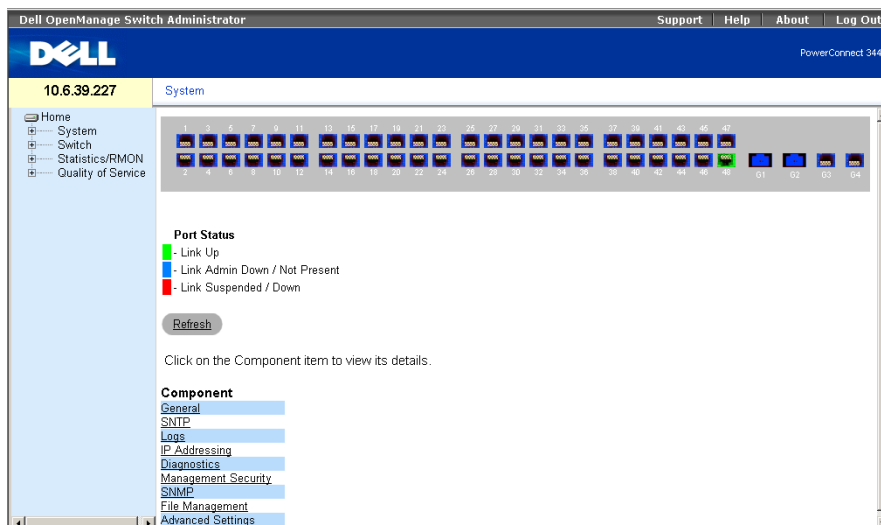 Dell OpenManage Switch Administrator
Support | Help | About | Log Out
DELL
PowerConnect 344
10.6.39.227
System
Home
System
Switch
Statistics/RMON
Quality of Service
1 3 5 7 9 11 13 15 17 19 21 23 25 27 29 31 33 35 37 39 41 43 45 47
2 4 6 8 10 12 14 16 18 20 22 24 26 28 30 32 34 36 38 40 42 44 46 48 G1 G2 G3 G4
Port Status
- Link Up
- Link Admin Down / Not Present
- Link Suspended / Down
Refresh
Click on the Component item to view its details.
Component
General
SNTP
Logs
IP Addressing
Diagnostics
Management Security
SNMP
File Management
Advanced Settings